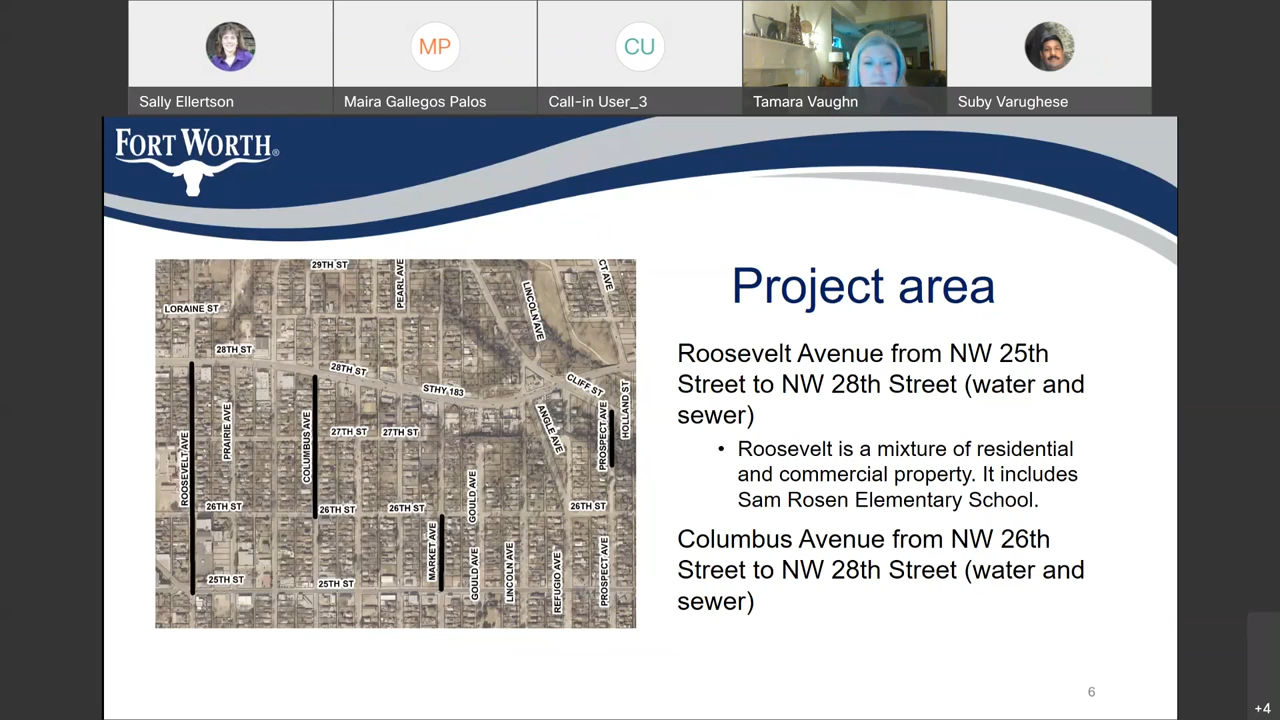 MP
CU
Sally Ellertson
Maira Gallegos Palos
Call-in User_3
Tamara Vaughn
Suby Varughese
FORT WORTH®
Project area
Roosevelt Avenue from NW 25th
Street to NW 28th Street (water and
sewer)
• Roosevelt is a mixture of residential
and commercial property. It includes
Sam Rosen Elementary School.
Columbus Avenue from NW 26th
Street to NW 28th Street (water and
sewer)
29TH ST
PEARL AVE
CT AVE
LORAINE ST
LINCOLN AVE
28TH ST
28TH ST
STHY 183
CLIFF ST
HOLLAND ST
ROOSEVELT AVE
PRAIRIE AVE
COLUMBUS AVE
27TH ST
27TH ST
ANGLE AVE
PROSPECT AVE
26TH ST
26TH ST
26TH ST
GOULD AVE
26TH ST
MARKET AVE
GOULD AVE
LINCOLN AVE
REFUGIO AVE
PROSPECT AVE
25TH ST
25TH ST
6
+4